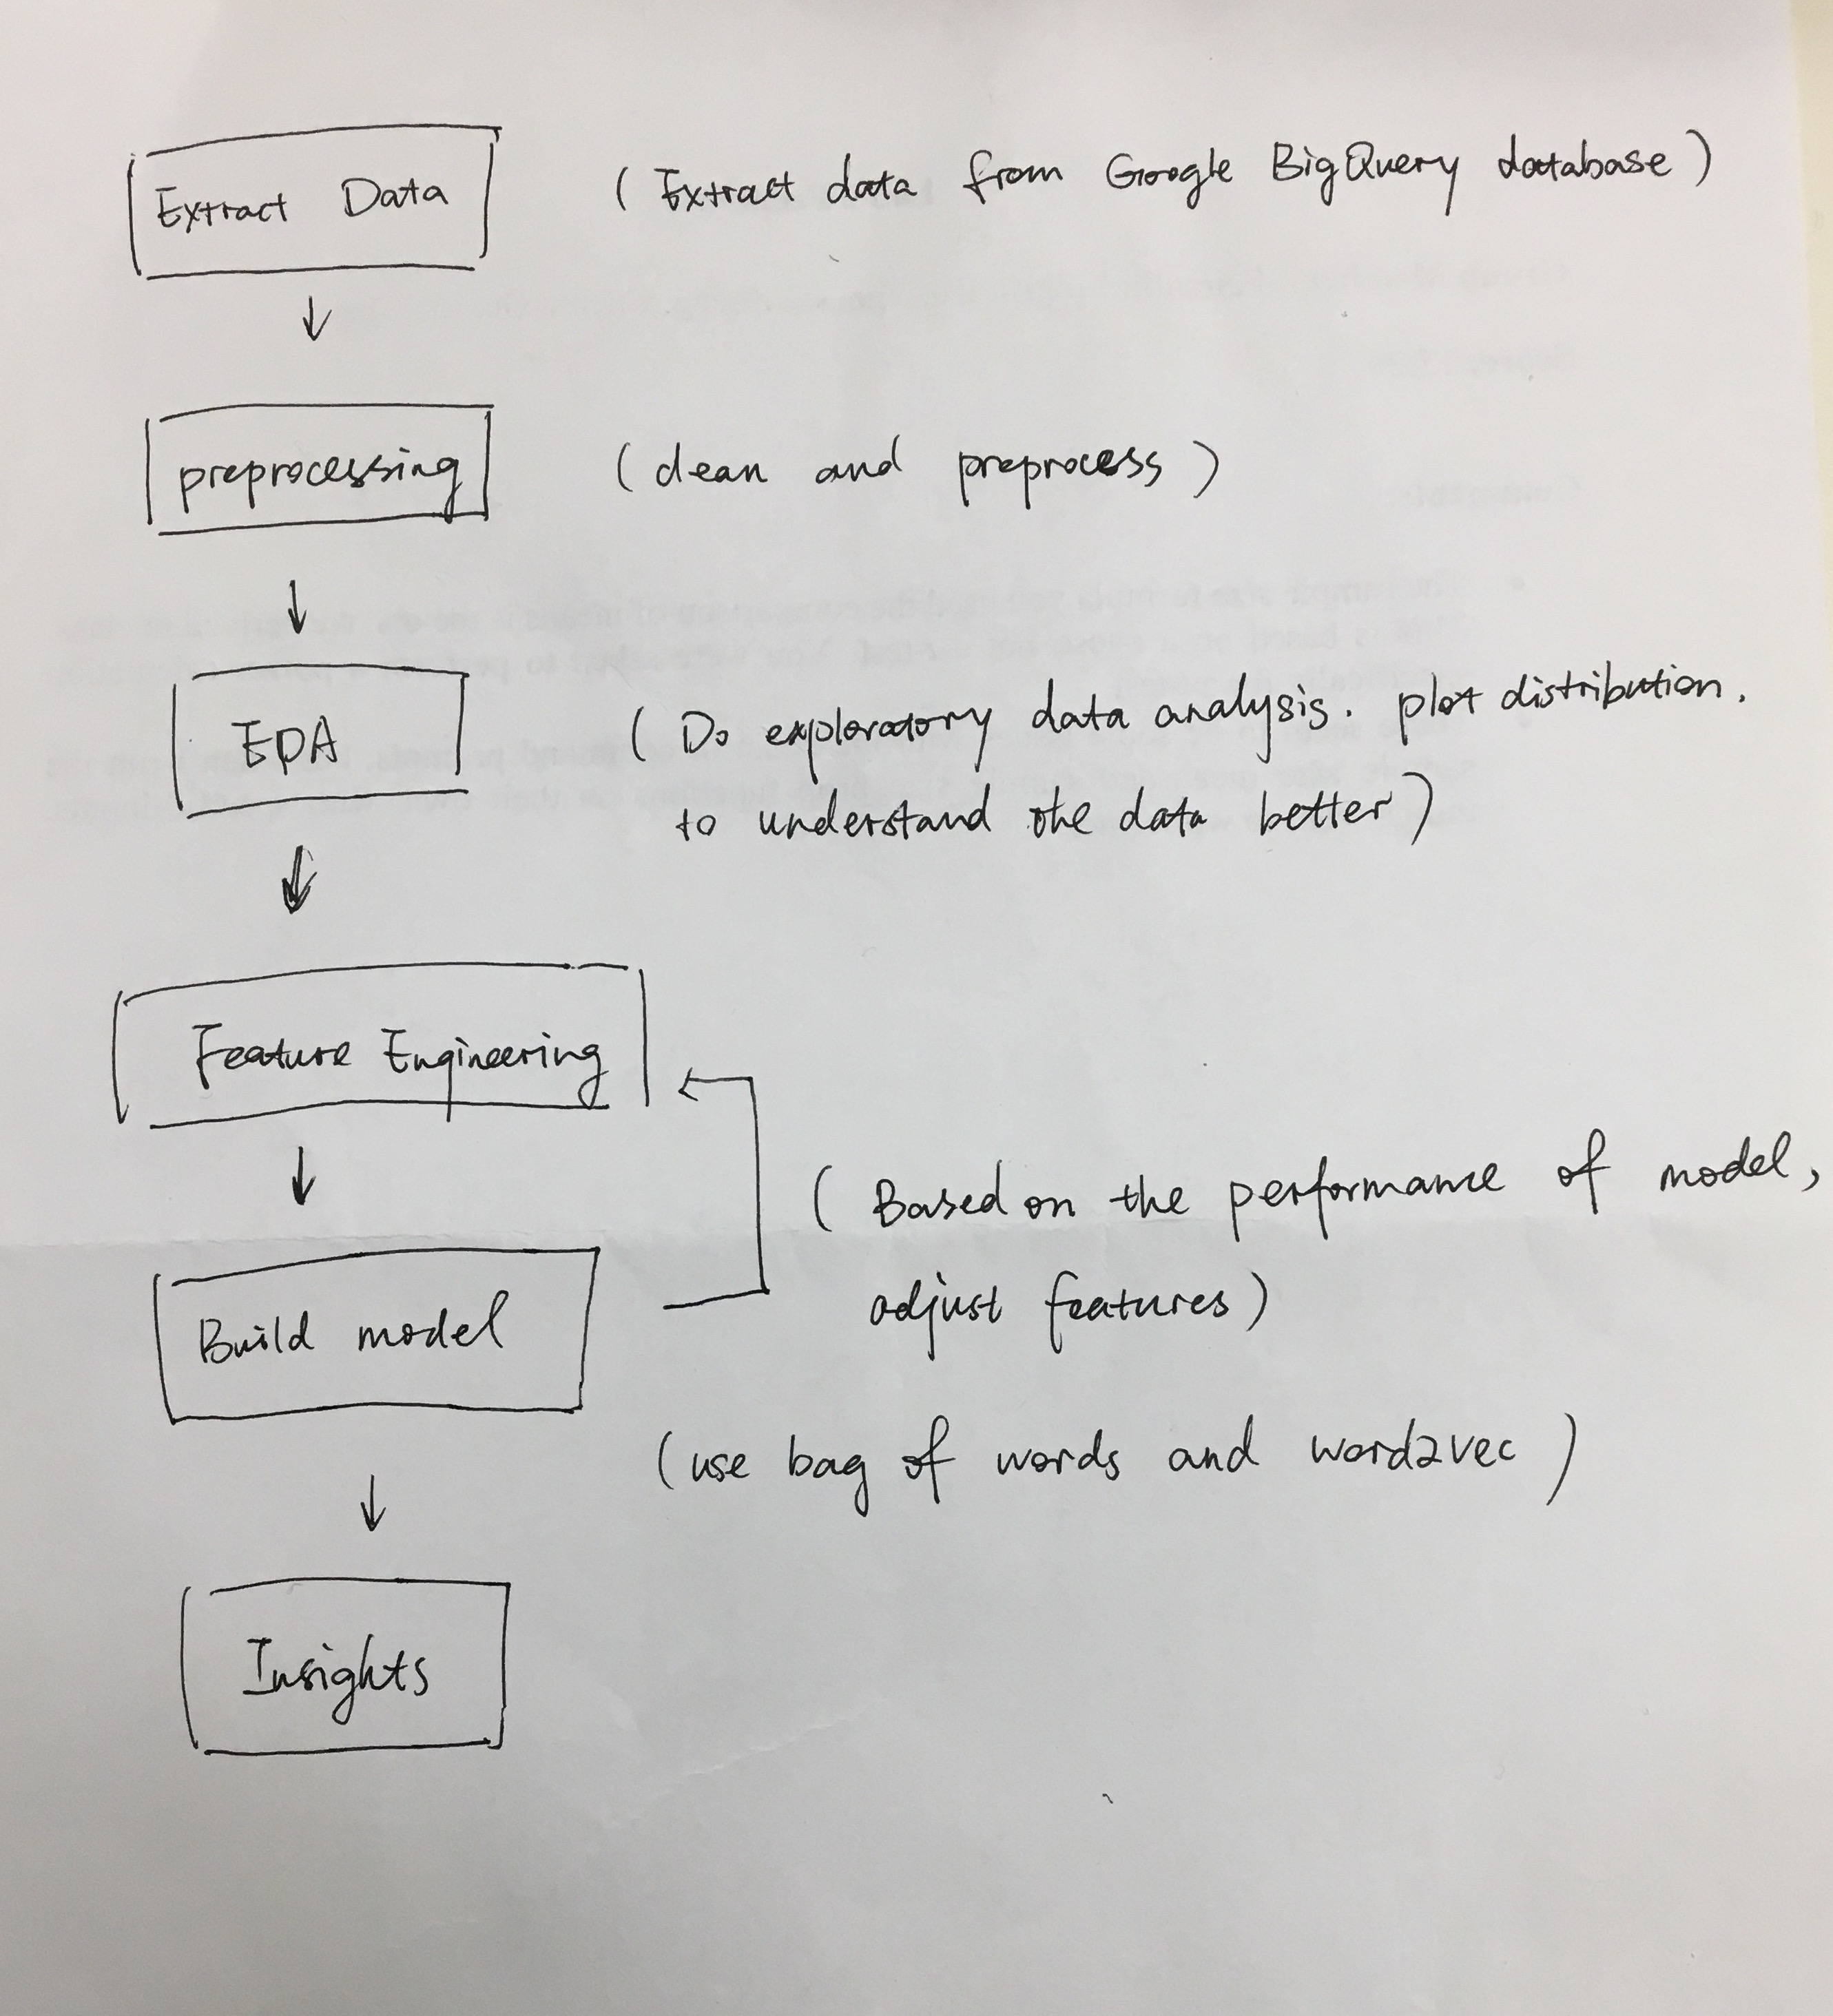 Extract Data
(Extract data from Google BigQuery database)
preprocessing
(clean and preprocess)
EDA
(Do exploratory data analysis. plot distribution.
to understand the data better)
Feature Engineering
(Based on the performance of model,
adjust features)
Build model
(use bag of words and word2vec)
Insights